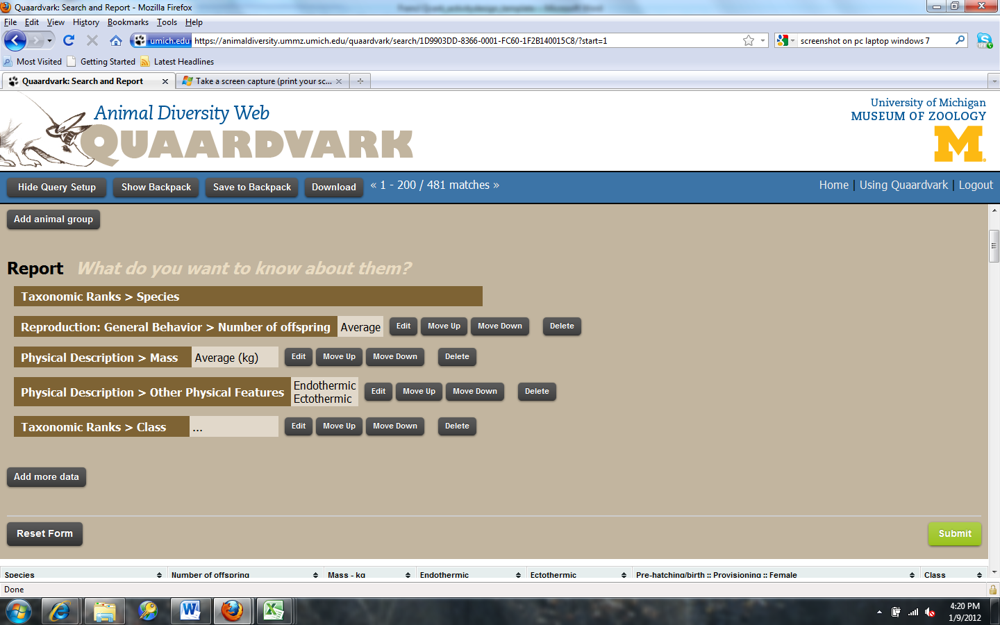 Quaardvark: Search and Report - Mozilla Firefox
File Edit View History Bookmarks Tools Help
umich.edu https://animaldiversity.ummz.umich.edu/quaardvark/search/1D9903DD-8366-0001-FC60-1F2B140015C8/?start=1
screenshot on pc laptop windows 7
Most Visited Getting Started Latest Headlines
Quaardvark: Search and Report
Take a screen capture (print your sc...
Animal Diversity Web
QUAARDVARK
University of Michigan
MUSEUM OF ZOOLOGY
M
Hide Query Setup Show Backpack Save to Backpack Download « 1 - 200 / 481 matches » Home | Using Quaardvark | Logout
Add animal group
Report What do you want to know about them?
Taxonomic Ranks > Species
Reproduction: General Behavior > Number of offspring Average Edit Move Up Move Down Delete
Physical Description > Mass Average (kg) Edit Move Up Move Down Delete
Physical Description > Other Physical Features Endothermic Edit Move Up Move Down Delete
Ectothermic
Taxonomic Ranks > Class ... Edit Move Up Move Down Delete
Add more data
Reset Form Submit
Species Number of offspring Mass - kg Endothermic Ectothermic Pre-hatching/birth :: Provisioning :: Female Class
Done
4:20 PM
1/9/2012